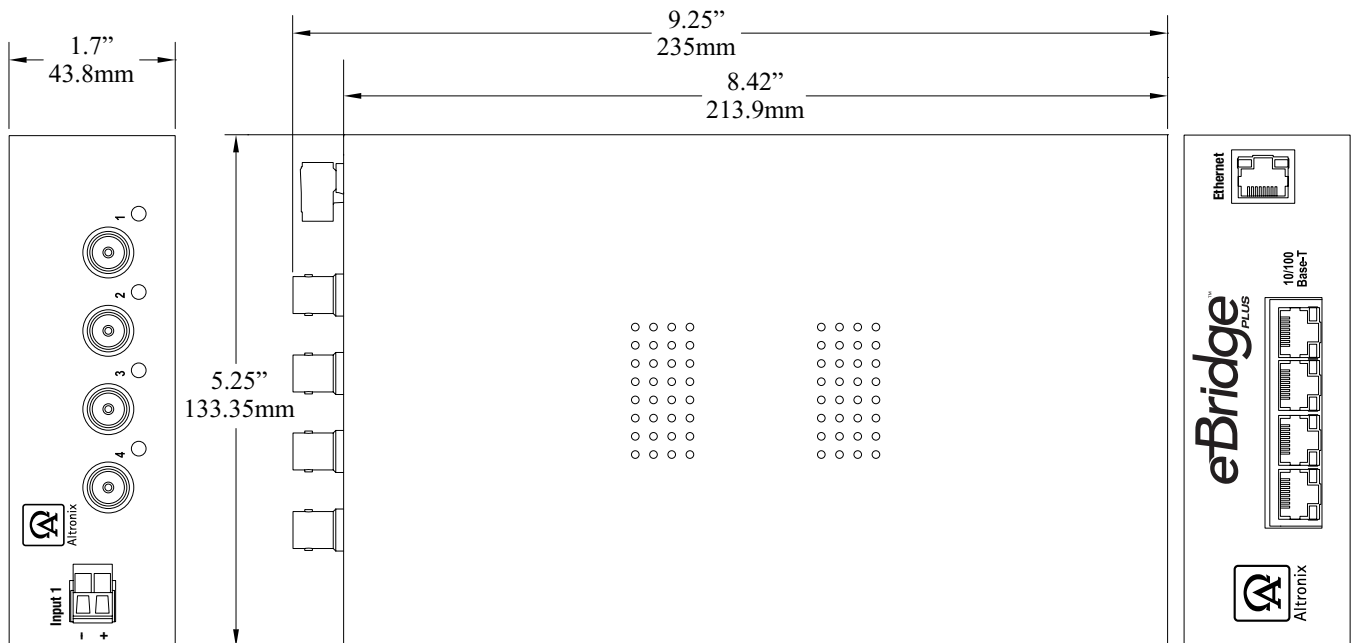 1.7”
43.8mm
9.25”
235mm
8.42”
213.9mm
5.25”
133.35mm
1
2
3
4
Altronix
Input 1
– +
Ethernet
10/100
Base-T
eBridge™
PLUS
Altronix